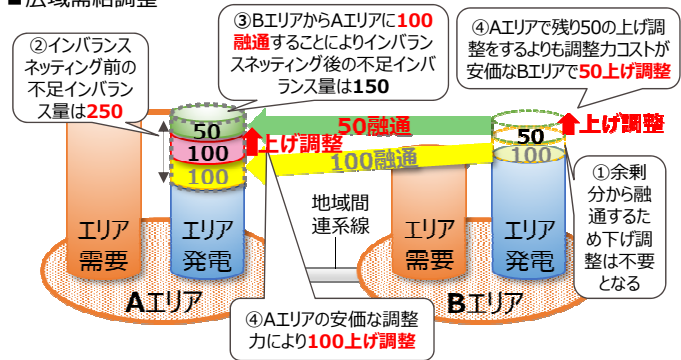 ■広域需給調整
②インバランス
ネッティング前の
不足インバラン
ス量は250
③BエリアからAエリアに100
融通することによりインバラン
スネッティング後の不足インバ
ランス量は150
④Aエリアで残り50の上げ調
整をするよりも調整力コストが
安価なBエリアで50上げ調整
50
100
100
上げ調整
50融通
100融通
50
100
上げ調整
①余剰
分から融
通するた
め下げ調
整は不要
となる
エリア
需要
エリア
発電
地域間
連系線
エリア
需要
エリア
発電
Aエリア
Bエリア
④Aエリアの安価な調整
力により100上げ調整